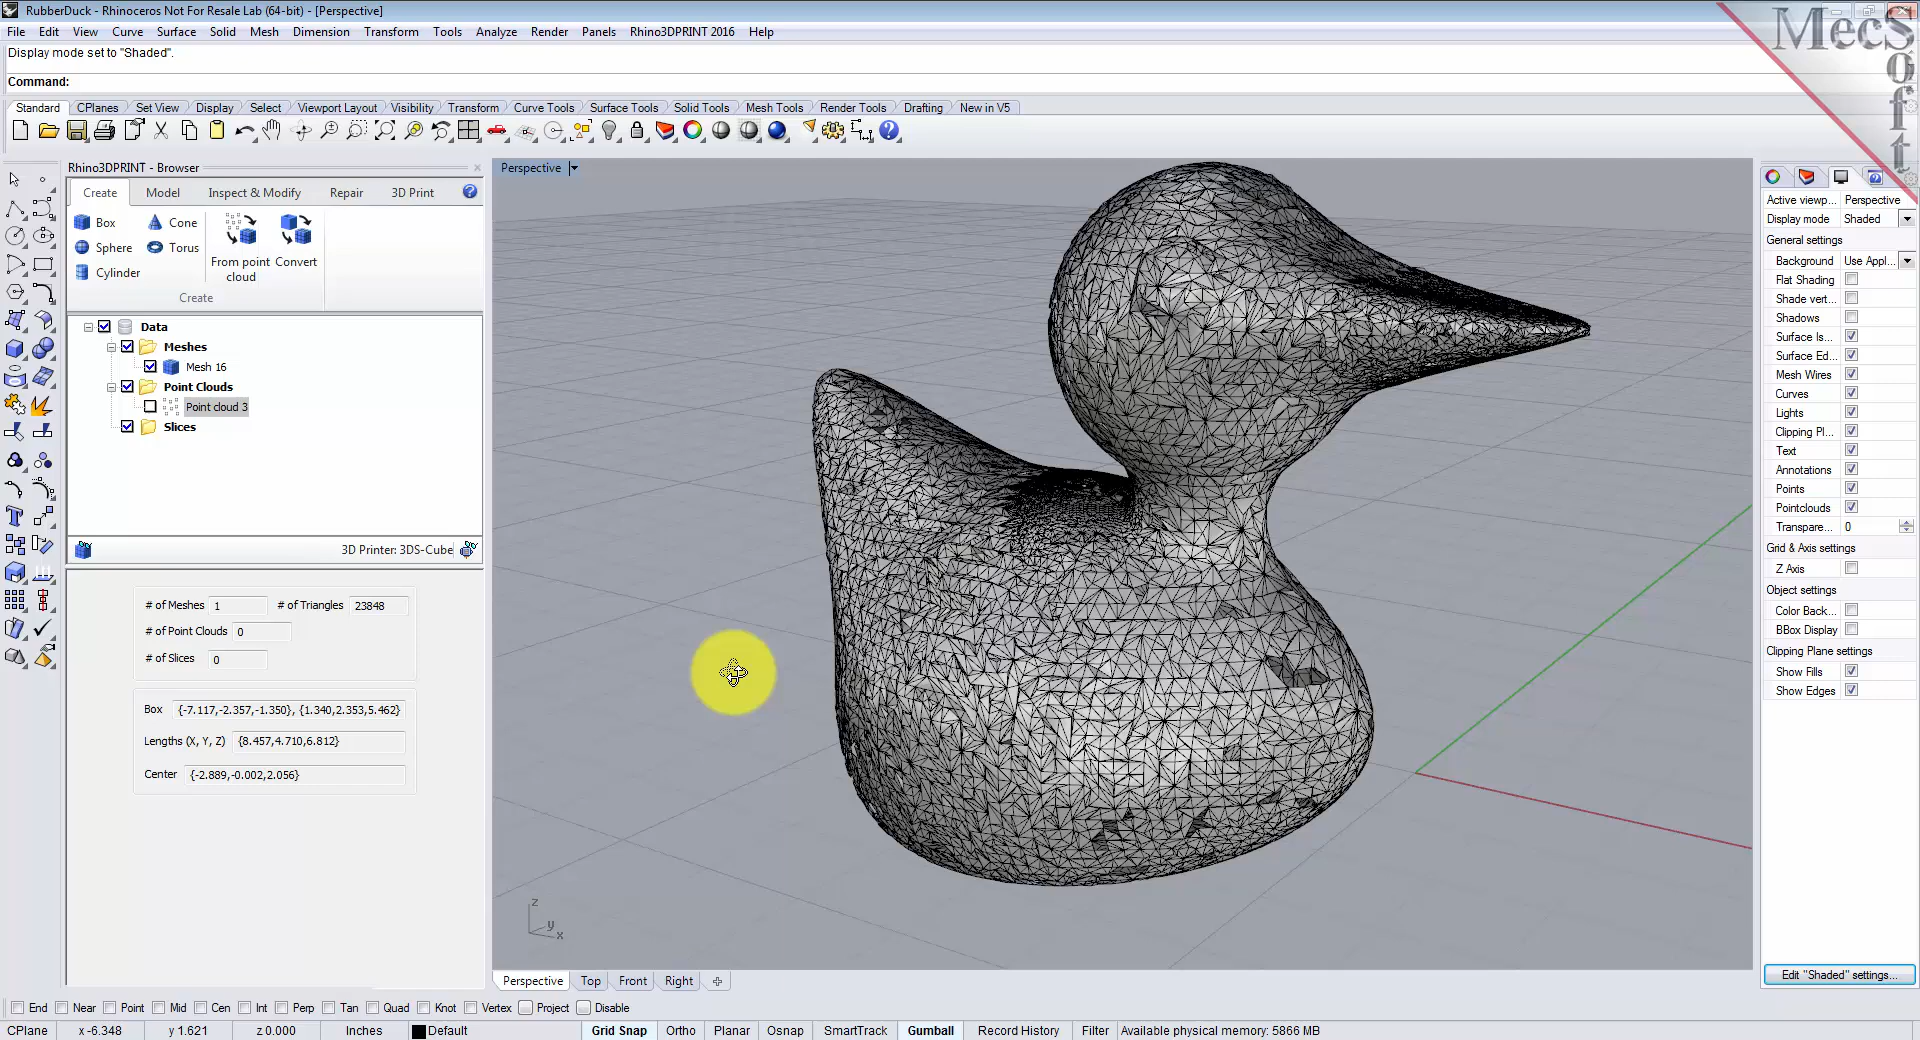 RubberDuck - Rhinoceros Not For Resale Lab (64-bit) - [Perspective]
File Edit View Curve Surface Solid Mesh Dimension Transform Tools Analyze Render Panels Rhino3DPRINT 2016 Help
Display mode set to "Shaded".
Command:
Standard CPlanes Set View Display Select Viewport Layout Visibility Transform Curve Tools Surface Tools Solid Tools Mesh Tools Render Tools Drafting New in V5
MecSoft
Rhino3DPRINT - Browser
Create Model Inspect & Modify Repair 3D Print
Box Cone
Sphere Torus
Cylinder
From point cloud
Convert
Create
Data
Meshes
Mesh 16
Point Clouds
Point cloud 3
Slices
3D Printer: 3DS-Cube
# of Meshes 1 # of Triangles 23848
# of Point Clouds 0
# of Slices 0
Box {-7.117,-2.357,-1.350}, {1.340,2.353,5.462}
Lengths (X, Y, Z) {8.457,4.710,6.812}
Center {-2.889,-0.002,2.056}
Perspective
z
y
x
Perspective Top Front Right
Active viewp... Perspective
Display mode Shaded
General settings
Background Use Appl...
Flat Shading
Shade vert...
Shadows
Surface Is...
Surface Ed...
Mesh Wires
Curves
Lights
Clipping Pl...
Text
Annotations
Points
Pointclouds
Transpare... 0
Grid & Axis settings
Z Axis
Object settings
Color Back...
BBox Display
Clipping Plane settings
Show Fills
Show Edges
Edit "Shaded" settings...
End Near Point Mid Cen Int Perp Tan Quad Knot Vertex Project Disable
CPlane x -6.348 y 1.621 z 0.000 Inches Default Grid Snap Ortho Planar Osnap SmartTrack Gumball Record History Filter Available physical memory: 5866 MB